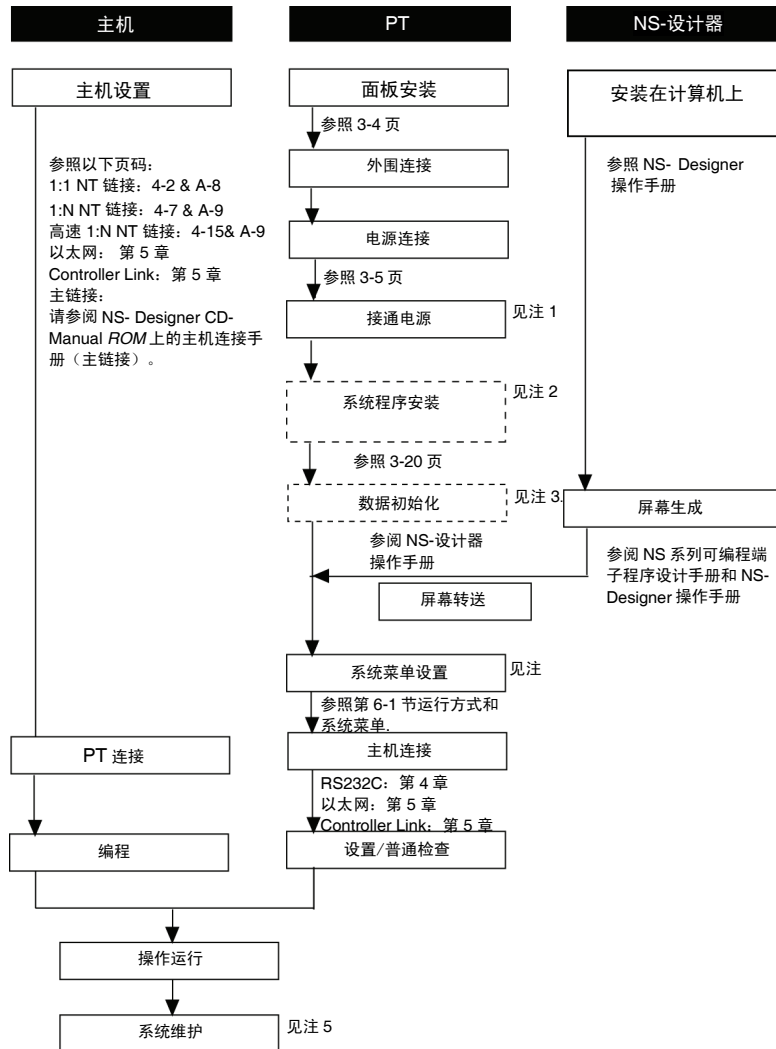 主机
PT
NS-设计器
主机设置
面板安装
安装在计算机上
参照 3-4 页
参照以下页码：
1:1 NT 链接：4-2 & A-8
1:N NT 链接：4-7 & A-9
高速 1:N NT 链接：4-15& A-9
以太网： 第 5 章
Controller Link：第 5 章
主链接：
请参阅 NS- Designer CD-
Manual ROM 上的主机连接手
册（主链接）。
外围连接
参照 NS- Designer
操作手册
电源连接
参照 3-5 页
接通电源
见注 1
系统程序安装
见注 2
参照 3-20 页
数据初始化
见注 3.
屏幕生成
参阅 NS-设计器
操作手册
参阅 NS 系列可编程端
子程序设计手册和 NS-
Designer 操作手册
屏幕转送
系统菜单设置
见注
参照第 6-1 节运行方式和
系统菜单.
PT 连接
主机连接
RS232C：第 4 章
以太网：第 5 章
Controller Link：第 5 章
编程
设置/普通检查
操作运行
系统维护
见注 5